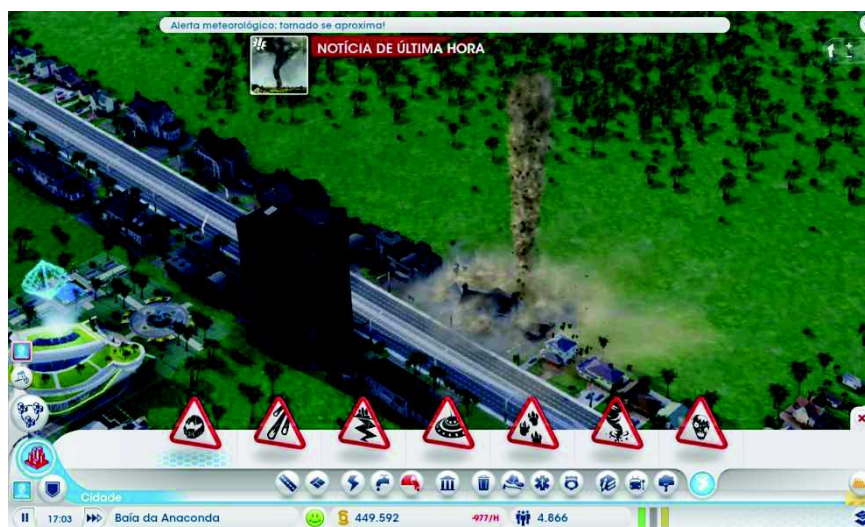 Alerta meteorológico: tornado se aproxima!
NOTÍCIA DE ÚLTIMA HORA
Cidade
17:03 Baía da Anaconda 449.592 -977/H 4.866